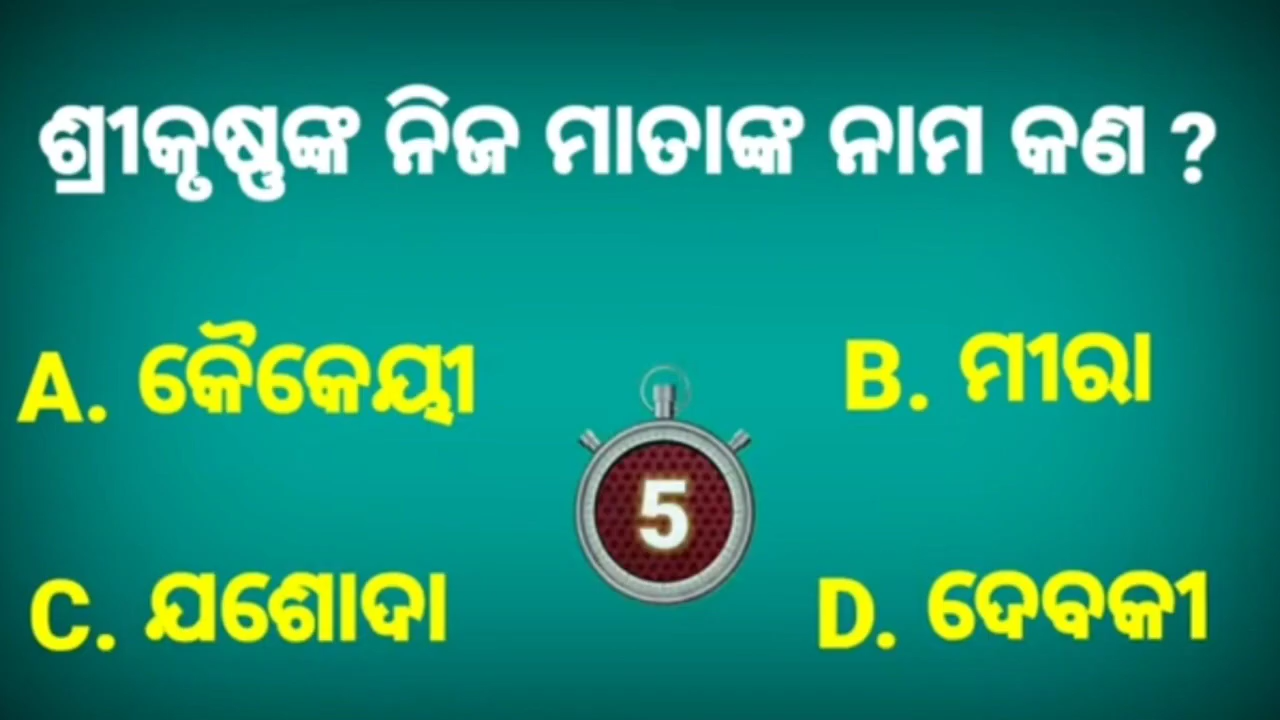 ଶ୍ରୀକୃଷ୍ଣଙ୍କ ନିଜ ମାତାଙ୍କ ନାମ କଣ ?
A. କୈକେୟୀ
B. ମୀରା
5
C. ଯଶୋଦା
D. ଦେବକୀ